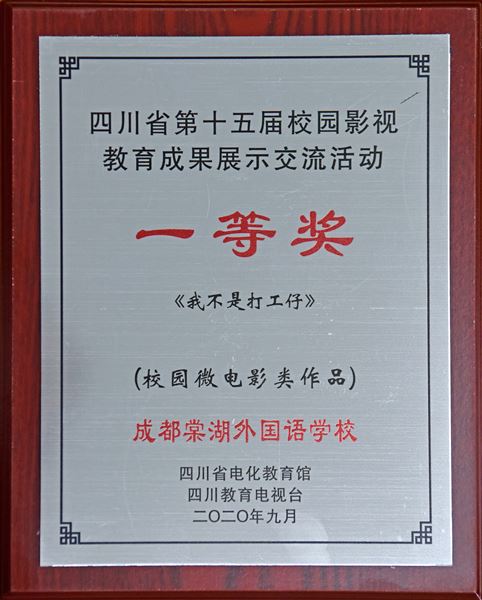 四川省第十五届校园影视
教育成果展示交流活动
一等奖
《我不是打工仔》
(校园微电影类作品)
成都棠湖外国语学校
四川省电化教育馆
四川教育电视台
二〇二〇年九月